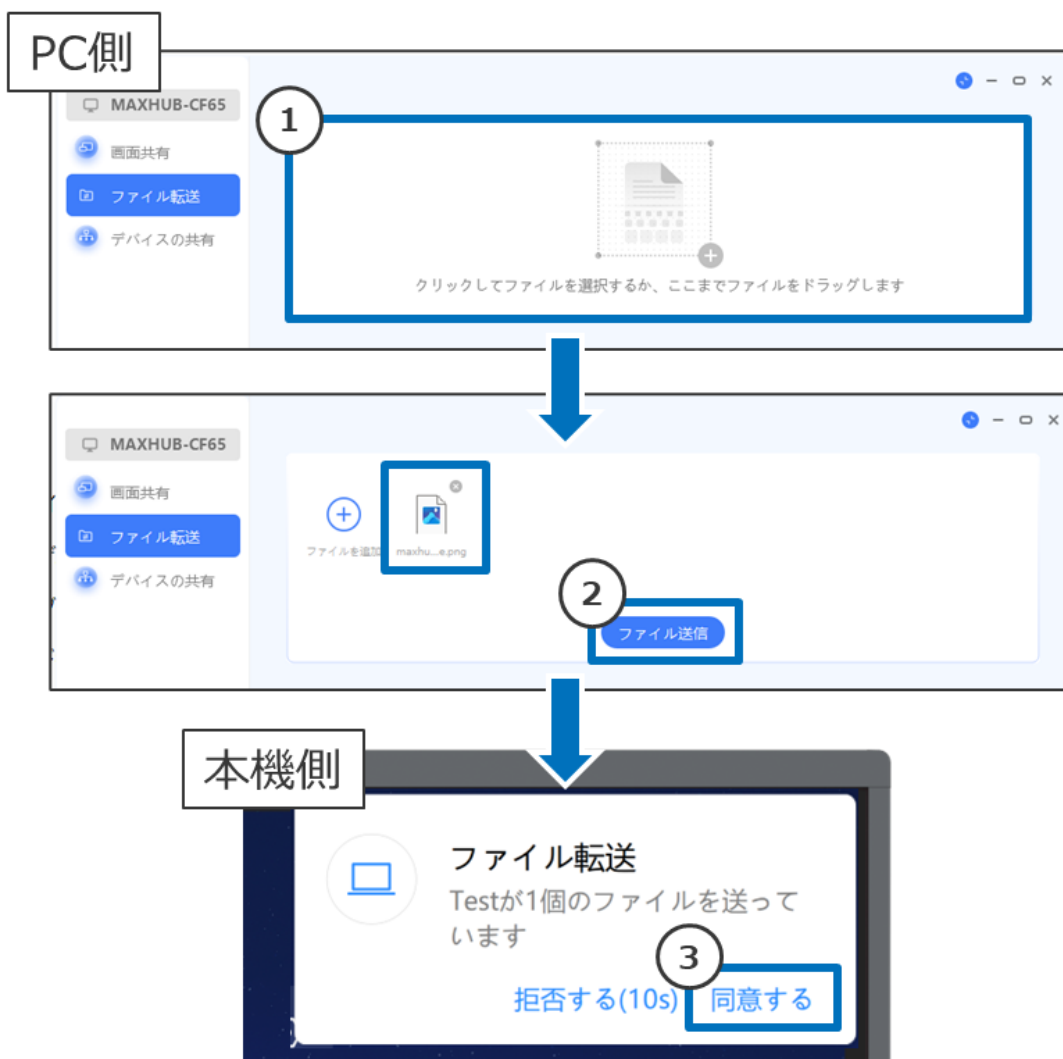 PC側
MAXHUB-CF65
画面共有
ファイル転送
デバイスの共有
1
クリックしてファイルを選択するか、ここまでファイルをドラッグします
MAXHUB-CF65
画面共有
ファイル転送
デバイスの共有
ファイルを追加
maxhu...e.png
2
ファイル送信
本機側
ファイル転送
Testが1個のファイルを送って
います
3
拒否する(10s)
同意する